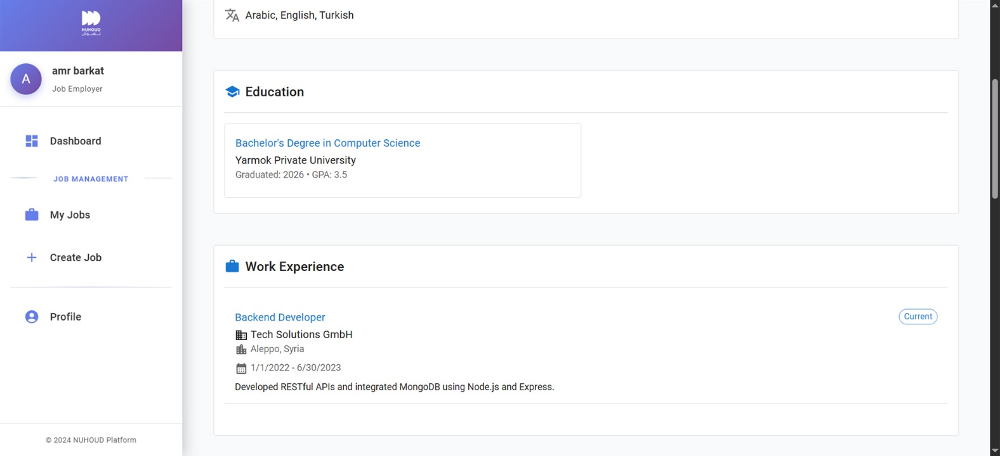 NUHOUD
amr barkat
A
Job Employer
Dashboard
JOB MANAGEMENT
My Jobs
Create Job
Profile
© 2024 NUHOUD Platform
Arabic, English, Turkish
Education
Bachelor's Degree in Computer Science
Yarmok Private University
Graduated: 2026 • GPA: 3.5
Work Experience
Backend Developer
Current
Tech Solutions GmbH
Aleppo, Syria
1/1/2022 - 6/30/2023
Developed RESTful APIs and integrated MongoDB using Node.js and Express.